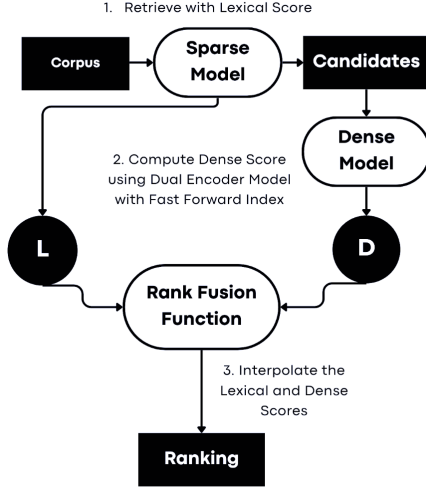 1. Retrieve with Lexical Score
Corpus
Sparse
Model
Candidates
Dense
Model
2. Compute Dense Score
using Dual Encoder Model
with Fast Forward Index
L
D
Rank Fusion
Function
3. Interpolate the
Lexical and Dense
Scores
Ranking